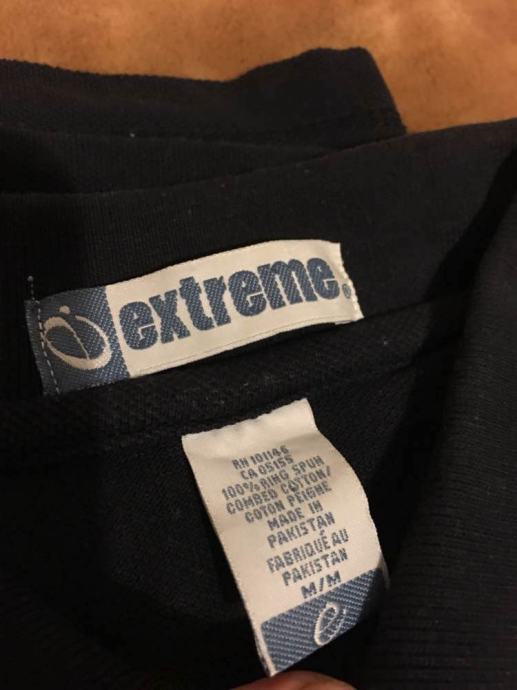 extreme®
RN 101146
CA 05155
100% RING SPUN
COMBED COTTON/
COTON PEIGNE
MADE IN
PAKISTAN
FABRIQUÉ AU
PAKISTAN
M/M